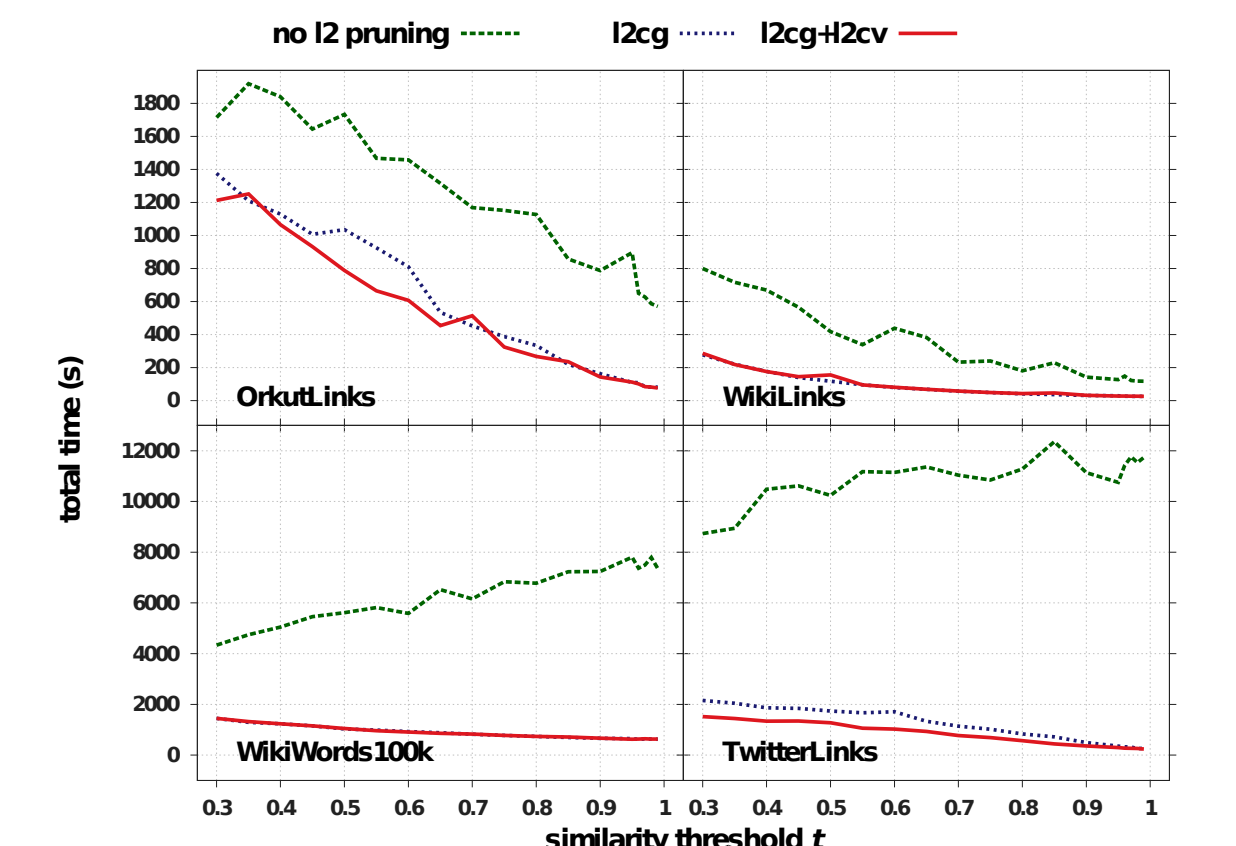 no l2 pruning l2cg l2cg+l2cv
1800
1600
1400
1200
1000
800
600
400
200
0
OrkutLinks WikiLinks
total time (s)
12000
10000
8000
6000
4000
2000
0
WikiWords100k TwitterLinks
0.3 0.4 0.5 0.6 0.7 0.8 0.9 1 0.3 0.4 0.5 0.6 0.7 0.8 0.9 1
similarity threshold t